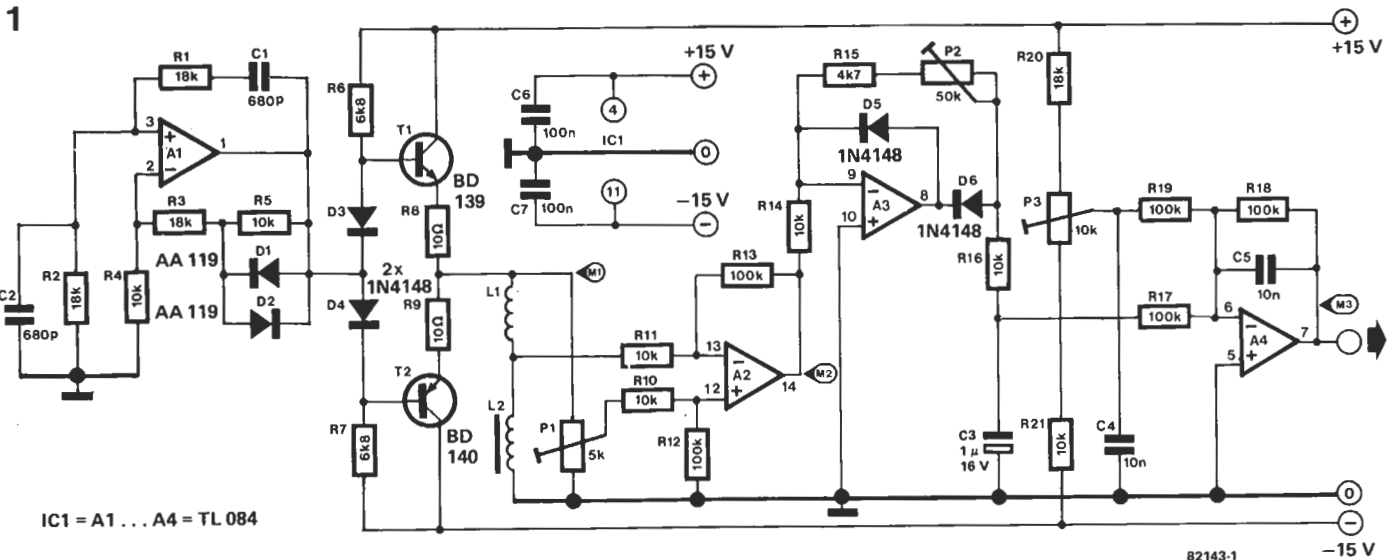 1
R1
18k
C1
680p
3
+
A1
1
2
−
R3
18k
R5
10k
D1
AA 119
D2
AA 119
R2
18k
R4
10k
C2
680p
R6
6k8
T1
BD
139
R8
10Ω
D3
2x
1N4148
D4
R9
10Ω
T2
BD
140
R7
6k8
+15 V
+
4
C6
100n
IC1
0
C7
100n
11
−15 V
−
M1
L1
L2
P1
5k
R11
10k
R10
10k
R12
100k
R13
100k
13
−
A2
12
+
14
M2
R14
10k
R15
4k7
P2
50k
D5
1N4148
9
−
A3
10
+
8
D6
1N4148
R16
10k
C3
1 µ
16 V
R20
18k
P3
10k
R21
10k
C4
10n
R19
100k
R18
100k
C5
10n
R17
100k
6
−
A4
5
+
7
M3
+
+15 V
0
−
−15 V
IC1 = A1 . . . A4 = TL 084
82143-1